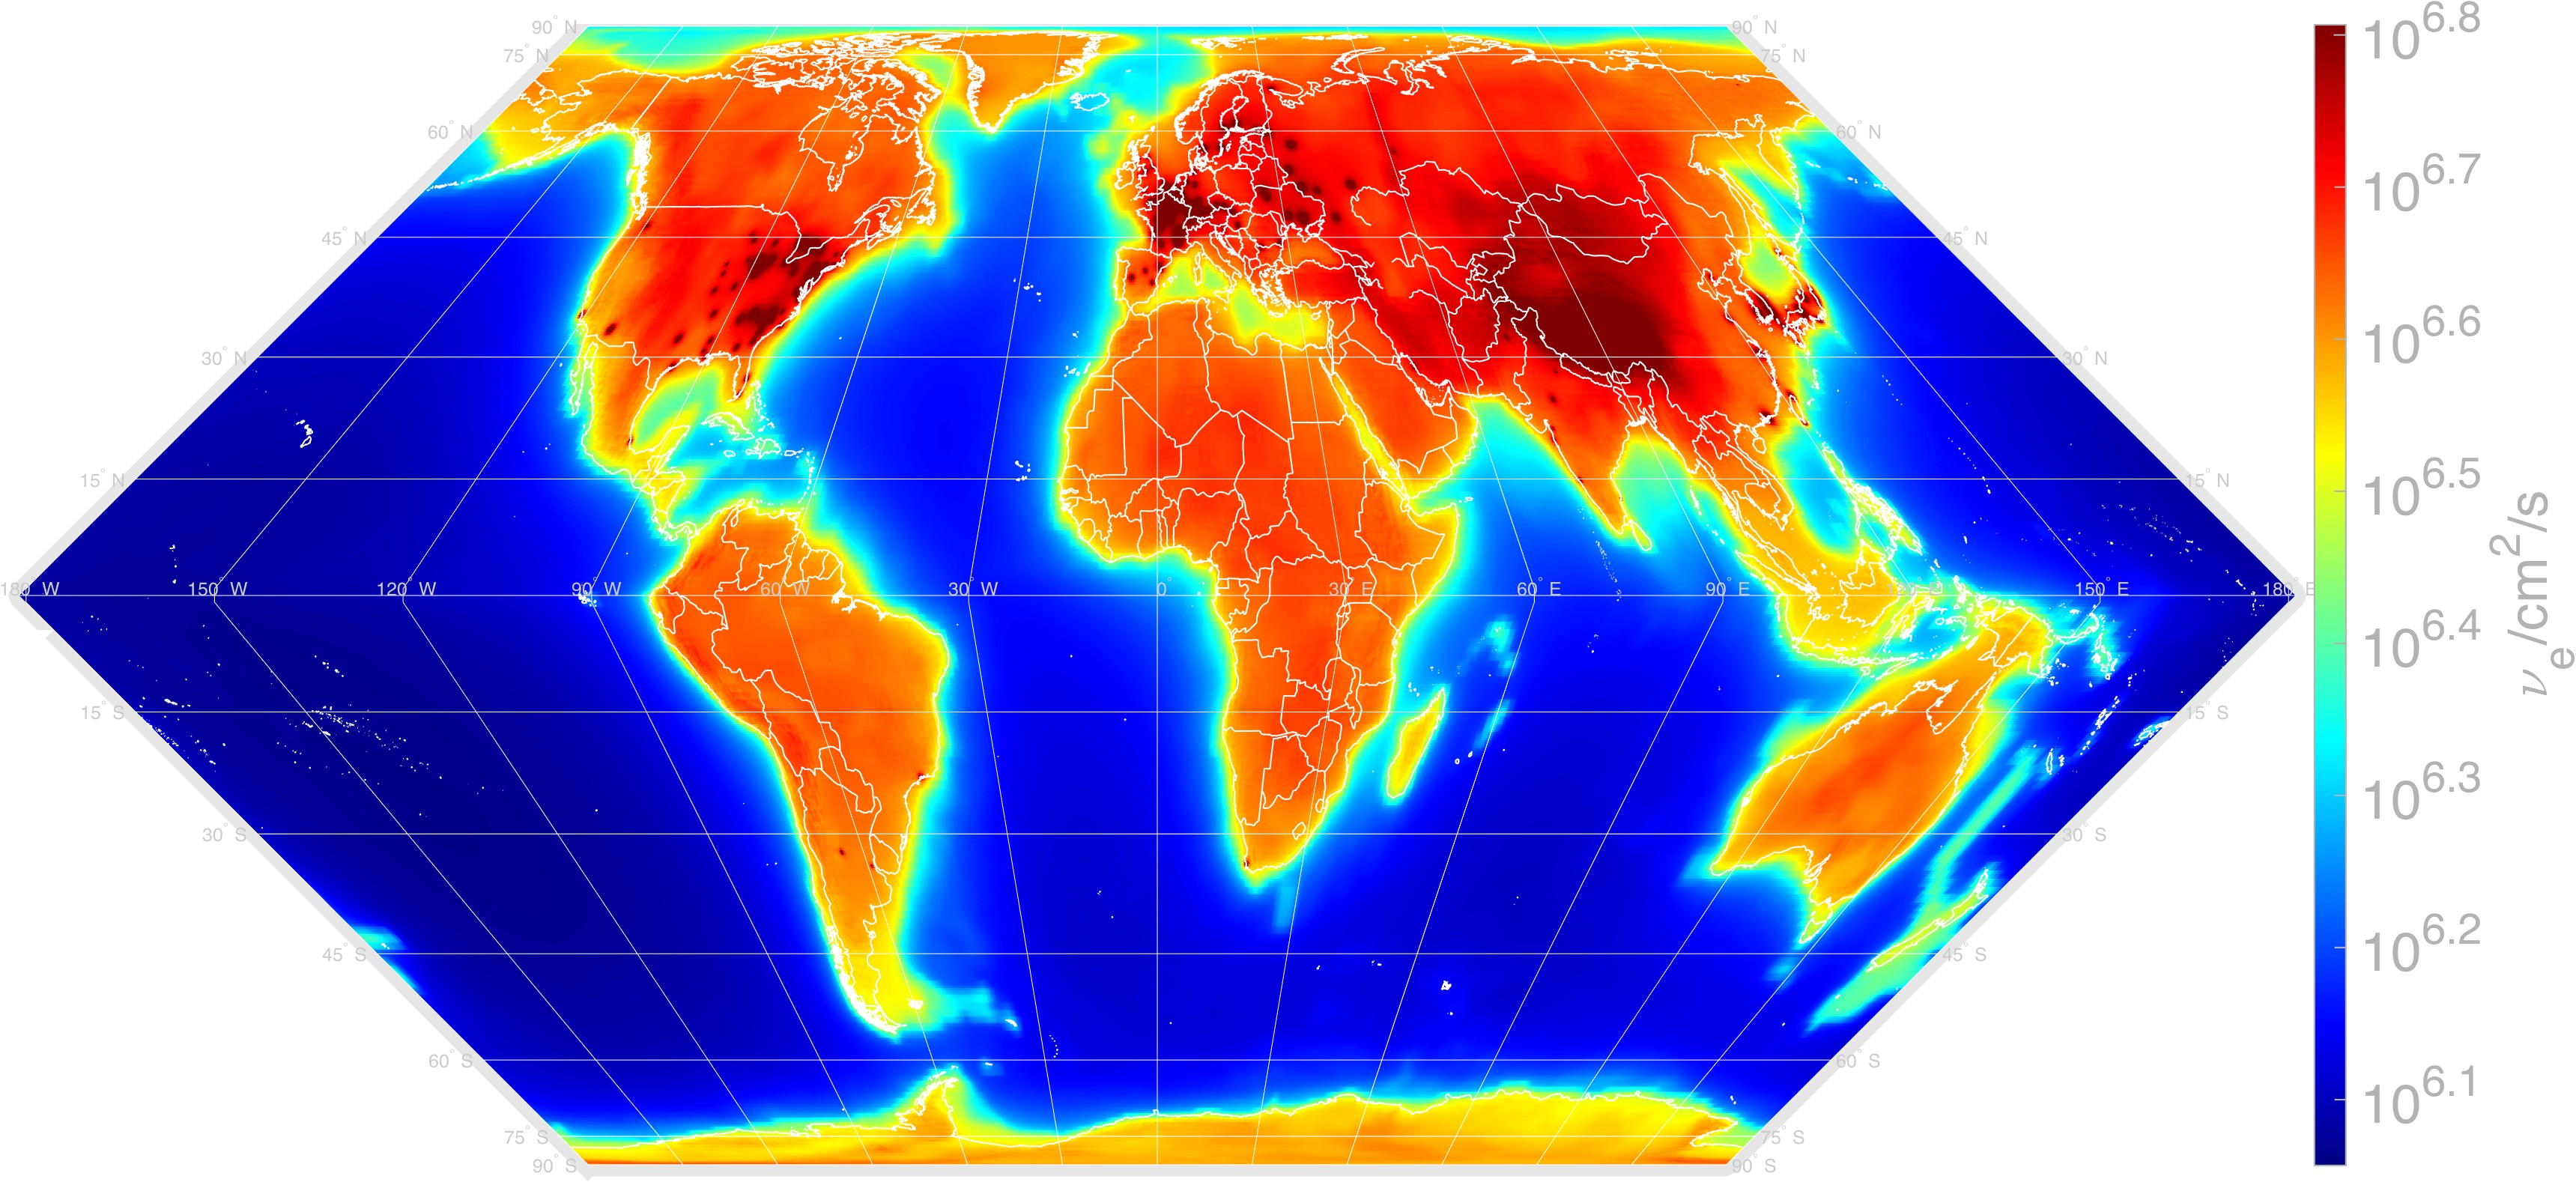 90° N 90° N
75° N 75° N
60° N 60° N
45° N 45° N
30° N 30° N
15° N 15° N
180° W 150° W 120° W 90° W 60° W 30° W 0° 30° E 60° E 90° E 150° E 180° E
15° S 15° S
30° S 30° S
45° S 45° S
60° S 60° S
75° S 75° S
90° S 90° S
10^6.8
10^6.7
10^6.6
10^6.5
10^6.4
10^6.3
10^6.2
10^6.1
ν_e/cm^2/s